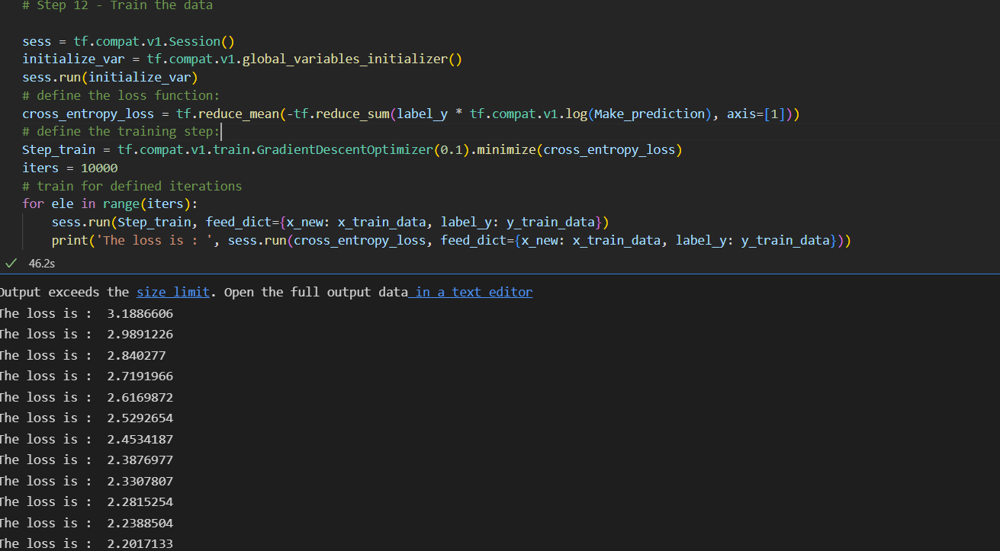 # Step 12 - Train the data
sess = tf.compat.v1.Session()
initialize_var = tf.compat.v1.global_variables_initializer()
sess.run(initialize_var)
# define the loss function:
cross_entropy_loss = tf.reduce_mean(-tf.reduce_sum(label_y * tf.compat.v1.log(Make_prediction), axis=[1]))
# define the training step:
Step_train = tf.compat.v1.train.GradientDescentOptimizer(0.1).minimize(cross_entropy_loss)
iters = 10000
# train for defined iterations
for ele in range(iters):
    sess.run(Step_train, feed_dict={x_new: x_train_data, label_y: y_train_data})
    print('The loss is : ', sess.run(cross_entropy_loss, feed_dict={x_new: x_train_data, label_y: y_train_data}))
46.2s
Output exceeds the size limit. Open the full output data in a text editor
The loss is :  3.1886606
The loss is :  2.9891226
The loss is :  2.840277
The loss is :  2.7191966
The loss is :  2.6169872
The loss is :  2.5292654
The loss is :  2.4534187
The loss is :  2.3876977
The loss is :  2.3307807
The loss is :  2.2815254
The loss is :  2.2388504
The loss is :  2.2017133